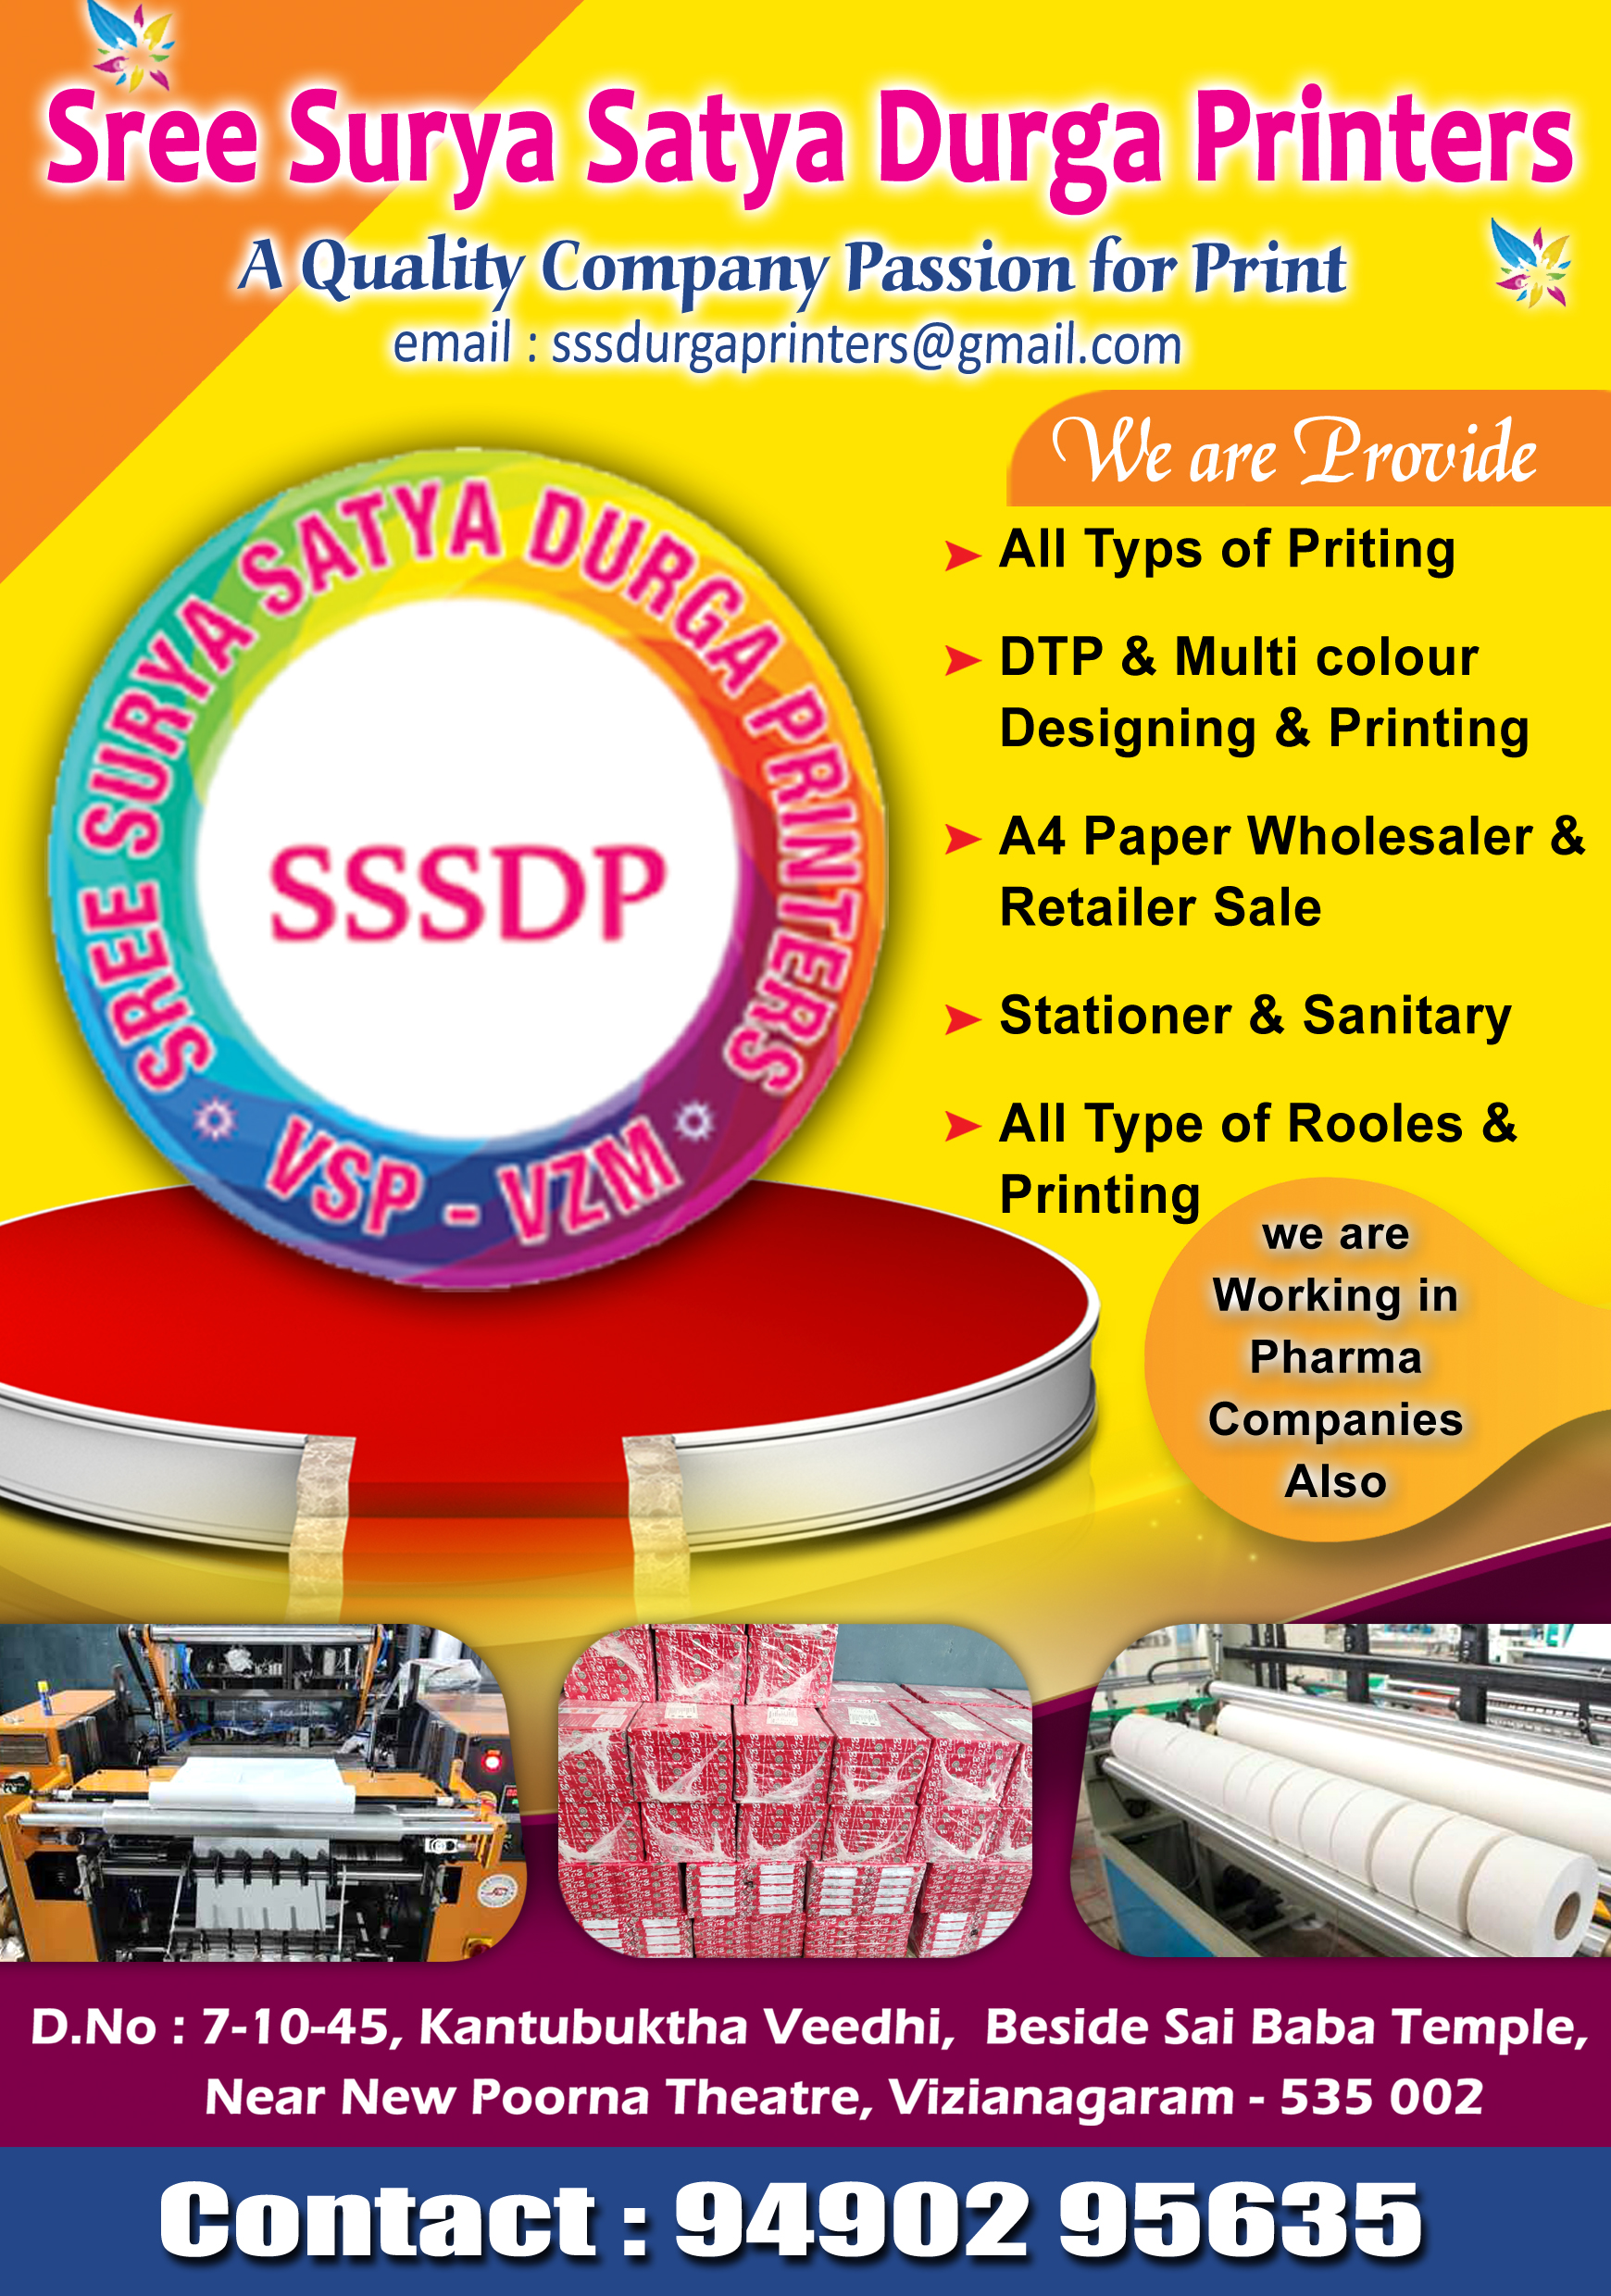 Sree Surya Satya Durga Printers
A Quality Company Passion for Print
email : sssdurgaprinters@gmail.com
We are Provide
All Typs of Priting
DTP & Multi colour
Designing & Printing
A4 Paper Wholesaler &
Retailer Sale
Stationer & Sanitary
All Type of Rooles &
Printing
SREE SURYA SATYA DURGA PRINTERS
SSSDP
VSP - VZM
we are
Working in
Pharma
Companies
Also
D.No : 7-10-45, Kantubuktha Veedhi, Beside Sai Baba Temple,
Near New Poorna Theatre, Vizianagaram - 535 002
Contact : 94902 95635